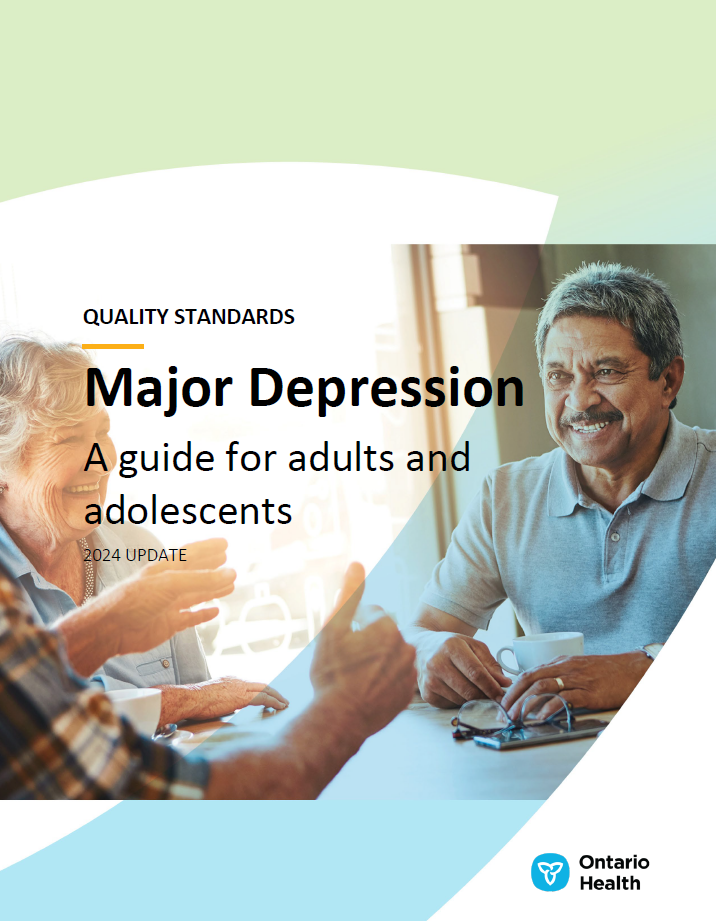 QUALITY STANDARDS
Major Depression
A guide for adults and
adolescents
2024 UPDATE
Ontario
Health